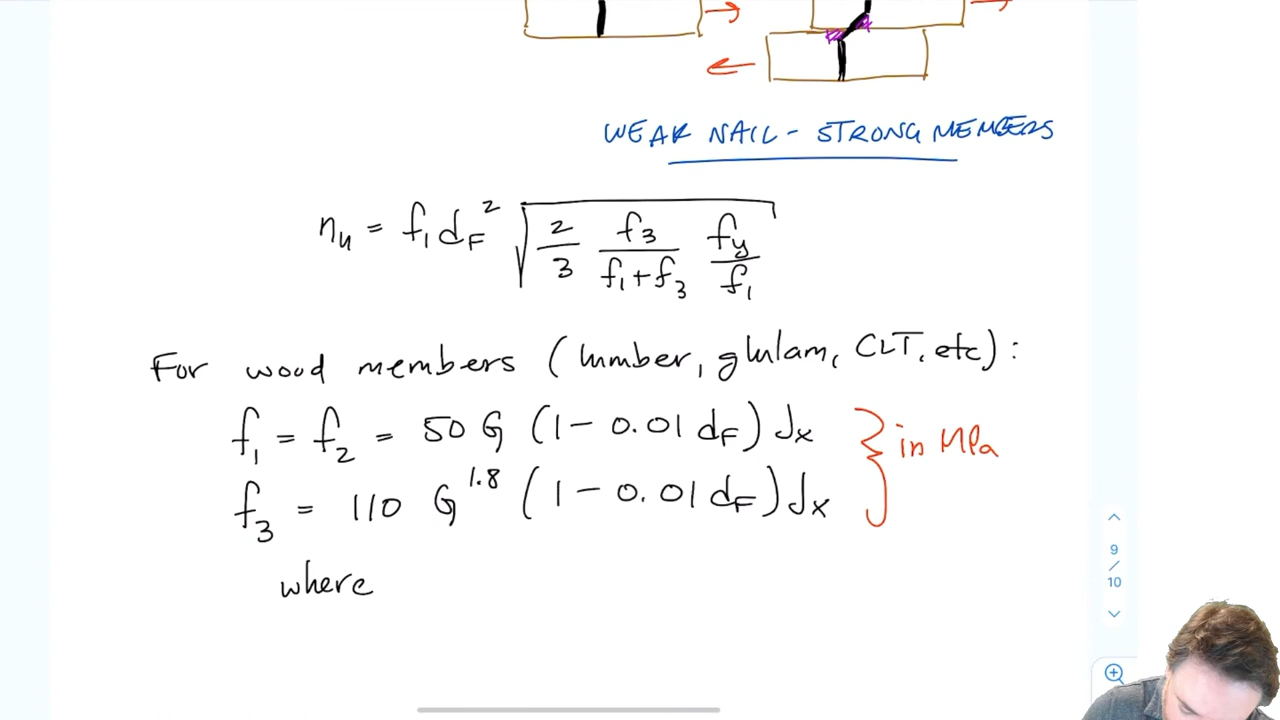 WEAK NAIL - STRONG MEMBERS
n_u = f_1 d_F^2 √(2/3 f_3/(f_1+f_3) f_y/f_1)
For wood members (lumber, glulam, CLT, etc):
f_1 = f_2 = 50 G (1 - 0.01 d_F) J_x
in MPa
f_3 = 110 G^1.8 (1 - 0.01 d_F) J_x
where
9
/
10